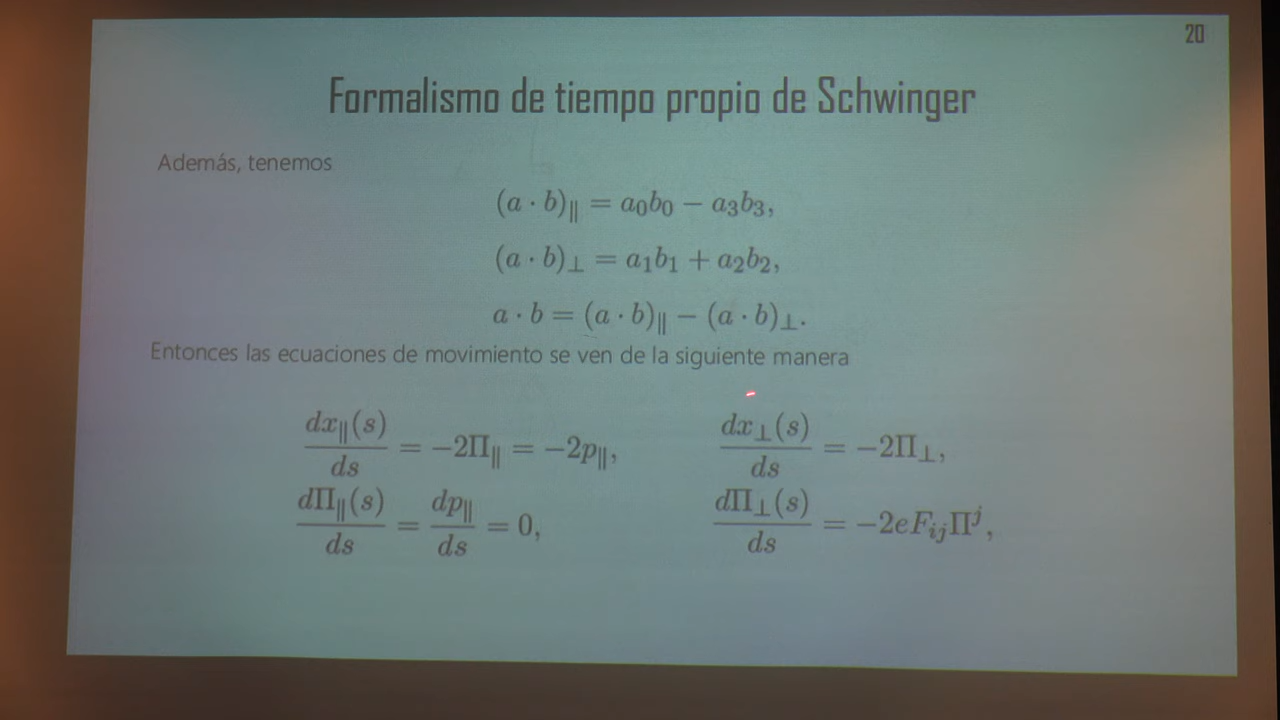 20
Formalismo de tiempo propio de Schwinger
Además, tenemos
(a · b)∥ = a₀b₀ − a₃b₃,
(a · b)⊥ = a₁b₁ + a₂b₂,
a · b = (a · b)∥ − (a · b)⊥.
Entonces las ecuaciones de movimiento se ven de la siguiente manera
dx∥(s)/ds = −2Π∥ = −2p∥, dx⊥(s)/ds = −2Π⊥,
dΠ∥(s)/ds = dp∥/ds = 0, dΠ⊥(s)/ds = −2eFᵢⱼΠʲ,